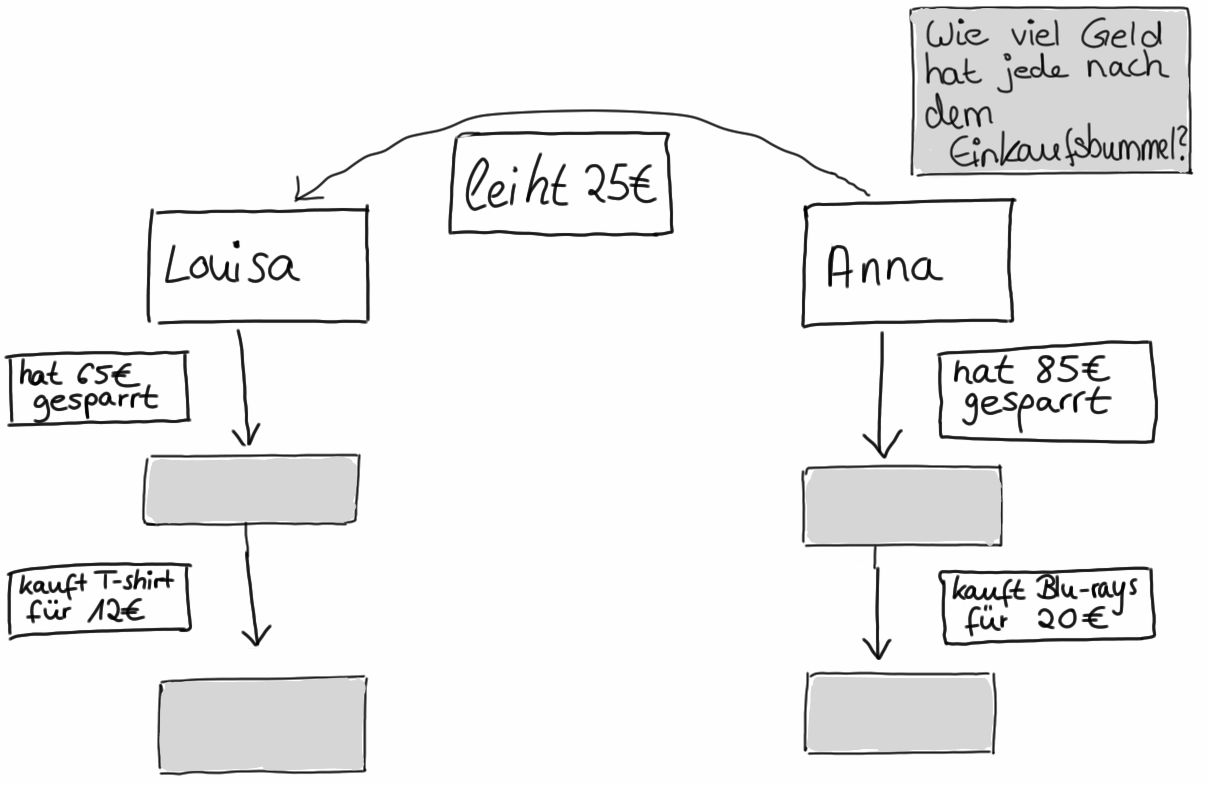 Wie viel Geld
hat jede nach
dem
Einkaufsbummel?
leiht 25€
Louisa
Anna
hat 65€
gesparrt
hat 85€
gesparrt
kauft T-shirt
für 12€
kauft Blu-rays
für 20€